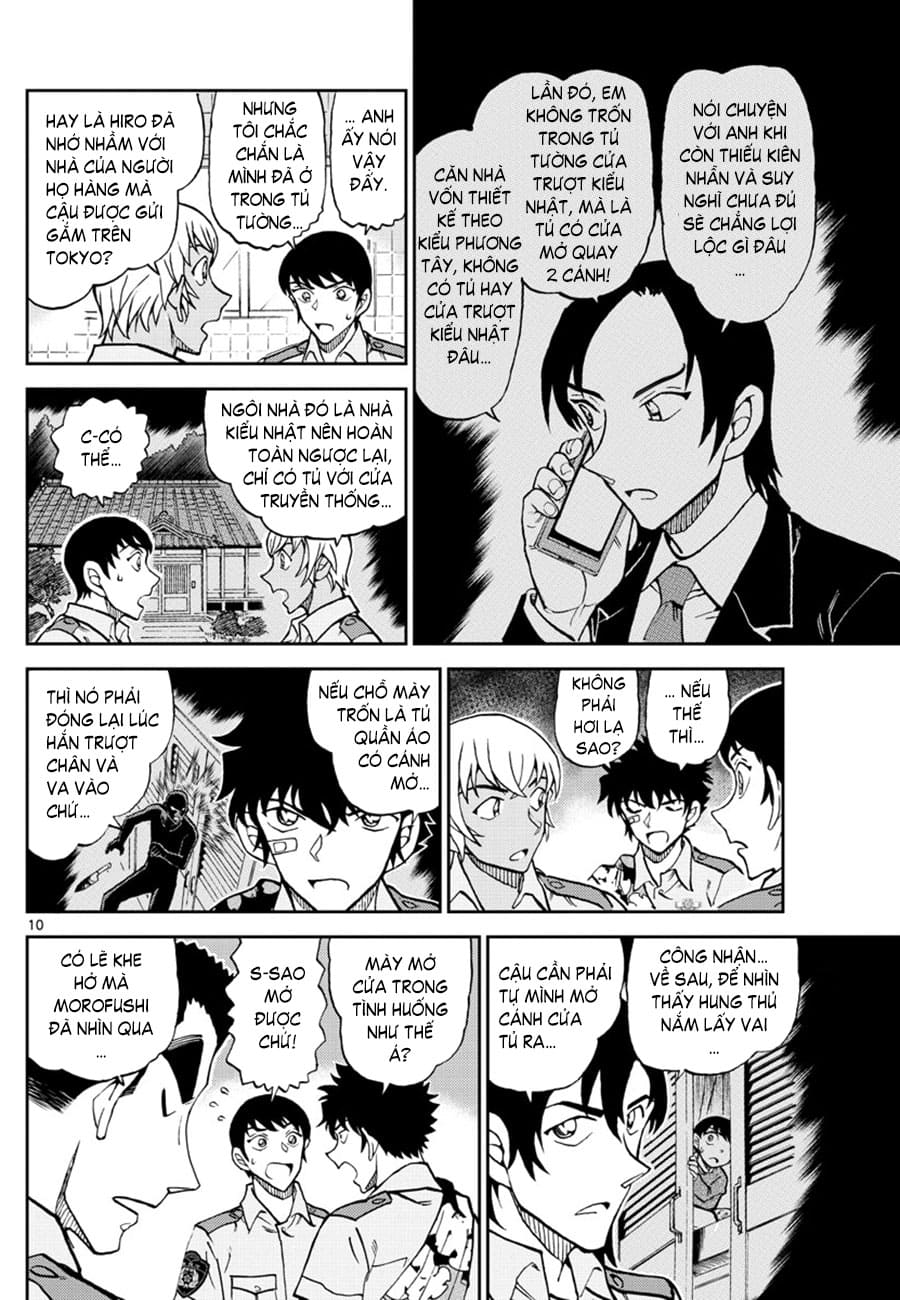 NÓI CHUYỆN
VỚI ANH KHI
CÒN THIẾU KIÊN
NHẪN VÀ SUY
NGHĨ CHƯA ĐỦ
SẼ CHẲNG LỢI
LỘC GÌ ĐÂU
...
LẦN ĐÓ, EM
KHÔNG TRỐN
TRONG TỦ
TƯỜNG CỬA
TRƯỢT KIỂU
NHẬT, MÀ LÀ
TỦ CÓ CỬA
MỞ QUAY
2 CÁNH!
CĂN NHÀ
VỐN THIẾT
KẾ THEO
KIỂU PHƯƠNG
TÂY, KHÔNG
CÓ TỦ HAY
CỬA TRƯỢT
KIỂU NHẬT
ĐÂU...
... ANH
ẤY NÓI
VẬY
ĐẤY.
NHƯNG
TÔI CHẮC
CHẮN LÀ
MÌNH ĐÃ Ở
TRONG TỦ
TƯỜNG...
HAY LÀ HIRO ĐÃ
NHỚ NHẦM VỚI
NHÀ CỦA NGƯỜI
HỌ HÀNG MÀ
CẬU ĐƯỢC GỬI
GẮM TRÊN
TOKYO?
NGÔI NHÀ ĐÓ LÀ NHÀ
KIỂU NHẬT NÊN HOÀN
TOÀN NGƯỢC LẠI,
CHỈ CÓ TỦ VỚI CỬA
TRUYỀN THỐNG...
C-CÓ
THỂ...
... NẾU
THẾ
THÌ...
KHÔNG
PHẢI
HƠI LẠ
SAO?
NẾU CHỖ MÀY
TRỐN LÀ TỦ
QUẦN ÁO
CÓ CÁNH
MỞ...
THÌ NÓ PHẢI
ĐÓNG LẠI LÚC
HẮN TRƯỢT
CHÂN VÀ
VA VÀO
CHỨ...
10
CÔNG NHẬN...
VỀ SAU, ĐỂ NHÌN
THẤY HUNG THỦ
NẮM LẤY VAI
...
CẬU CẦN PHẢI
TỰ MÌNH MỞ
CÁNH CỬA
TỦ RA...
MÀY MỞ
CỬA TRONG
TÌNH HUỐNG
NHƯ THẾ
Á?
S-SAO
MỞ
ĐƯỢC
CHỨ!
CÓ LẼ KHE
HỞ MÀ
MOROFUSHI
ĐÃ NHÌN QUA
...